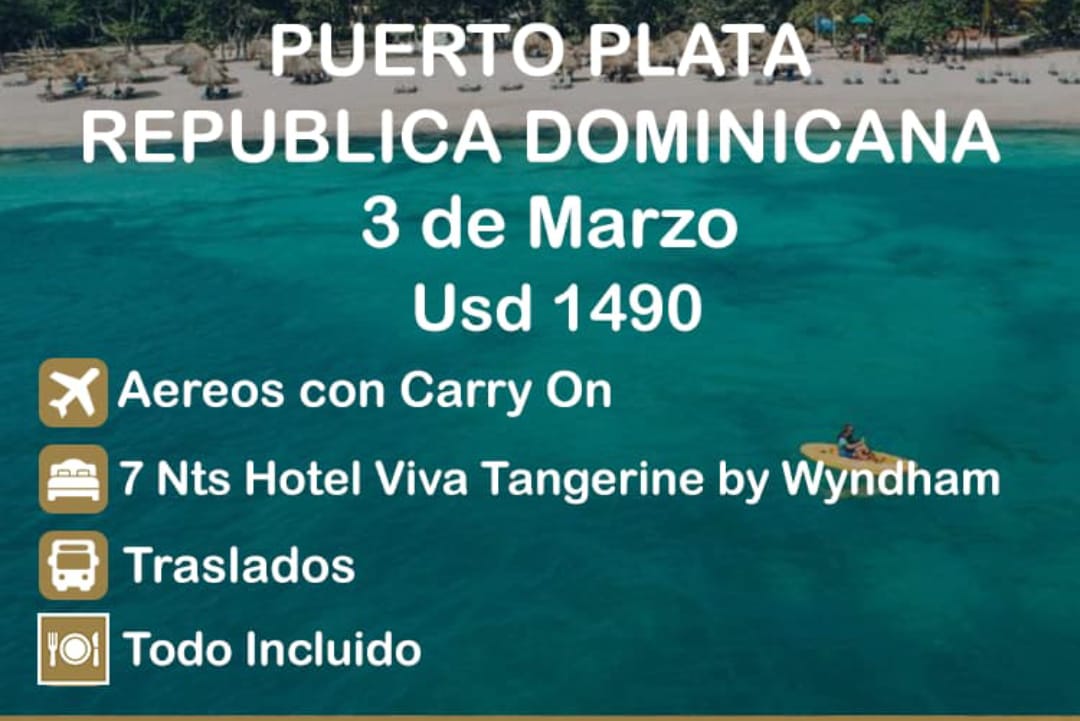 PUERTO PLATA
REPUBLICA DOMINICANA
3 de Marzo
Usd 1490
Aereos con Carry On
7 Nts Hotel Viva Tangerine by Wyndham
Traslados
Todo Incluido